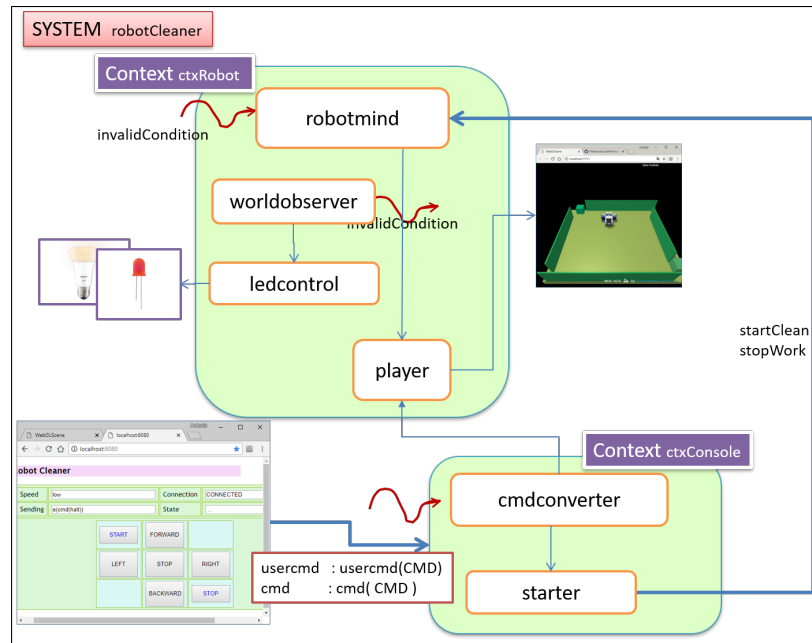 SYSTEM robotCleaner
Context ctxRobot
invalidCondition
robotmind
worldobserver
invalidCondition
ledcontrol
player
startClean
stopWork
WebGLScene
localhost:8080
localhost:8080
obot Cleaner
Speed
low
Connection
CONNECTED
Sending
e(cmd(halt))
State
...
START
FORWARD
LEFT
STOP
RIGHT
BACKWARD
STOP
Context ctxConsole
cmdconverter
usercmd : usercmd(CMD)
cmd : cmd( CMD )
starter